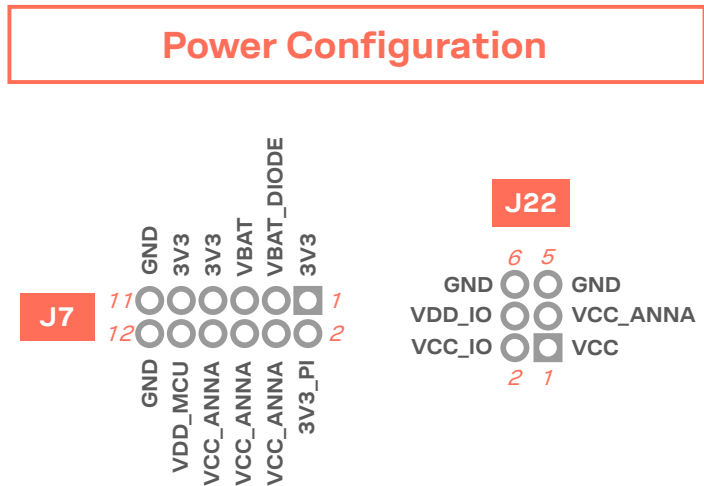 Power Configuration
GND
3V3
3V3
VBAT
VBAT_DIODE
3V3
J7
11
1
12
2
GND
VDD_MCU
VCC_ANNA
VCC_ANNA
VCC_ANNA
3V3_PI
J22
6 5
GND GND
VDD_IO VCC_ANNA
VCC_IO VCC
2 1